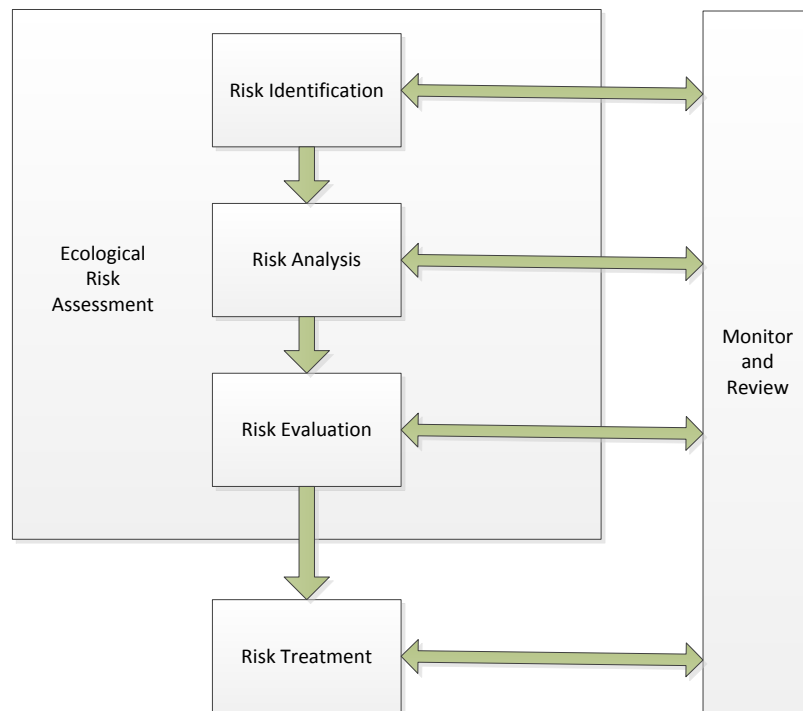 Risk Identification
Ecological
Risk
Assessment
Risk Analysis
Monitor
and
Review
Risk Evaluation
Risk Treatment